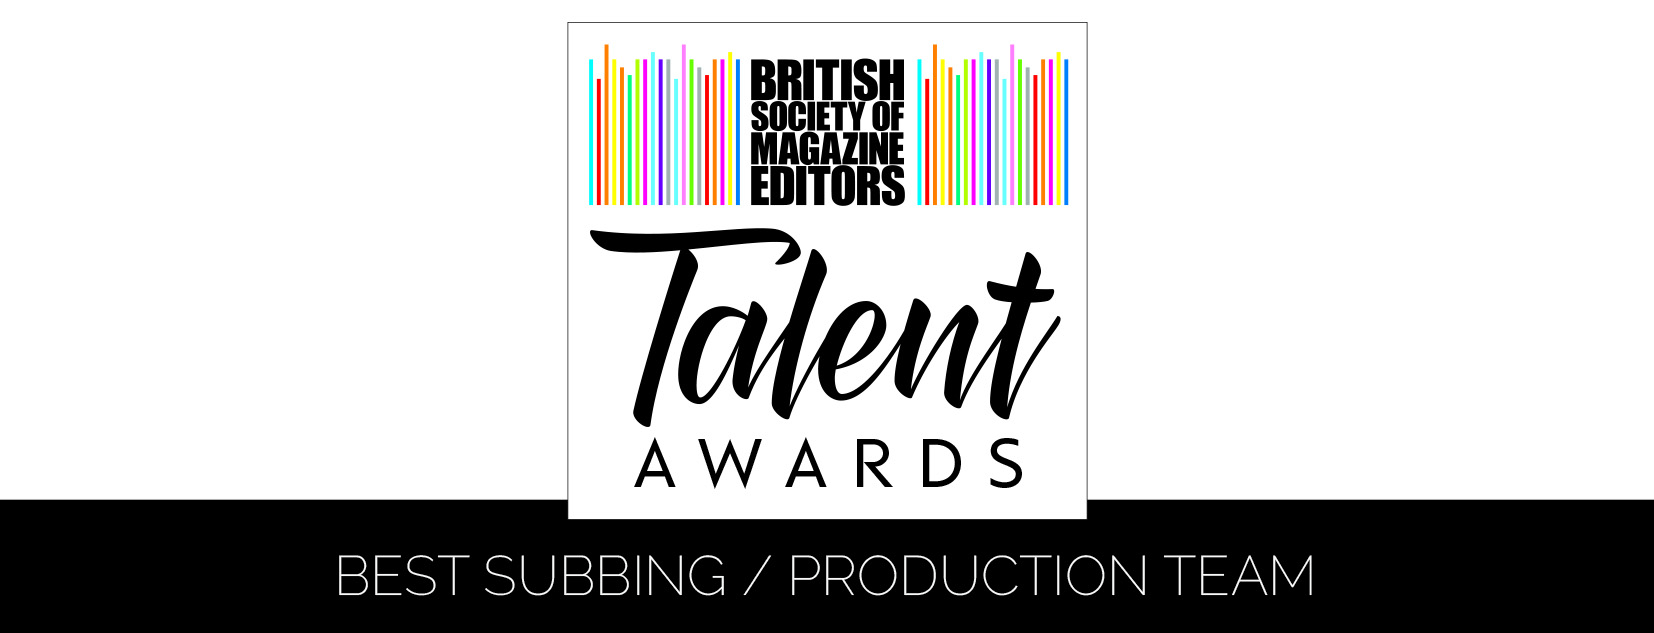 BRITISH
SOCIETY OF
MAGAZINE
EDITORS
Talent
AWARDS
BEST SUBBING / PRODUCTION TEAM